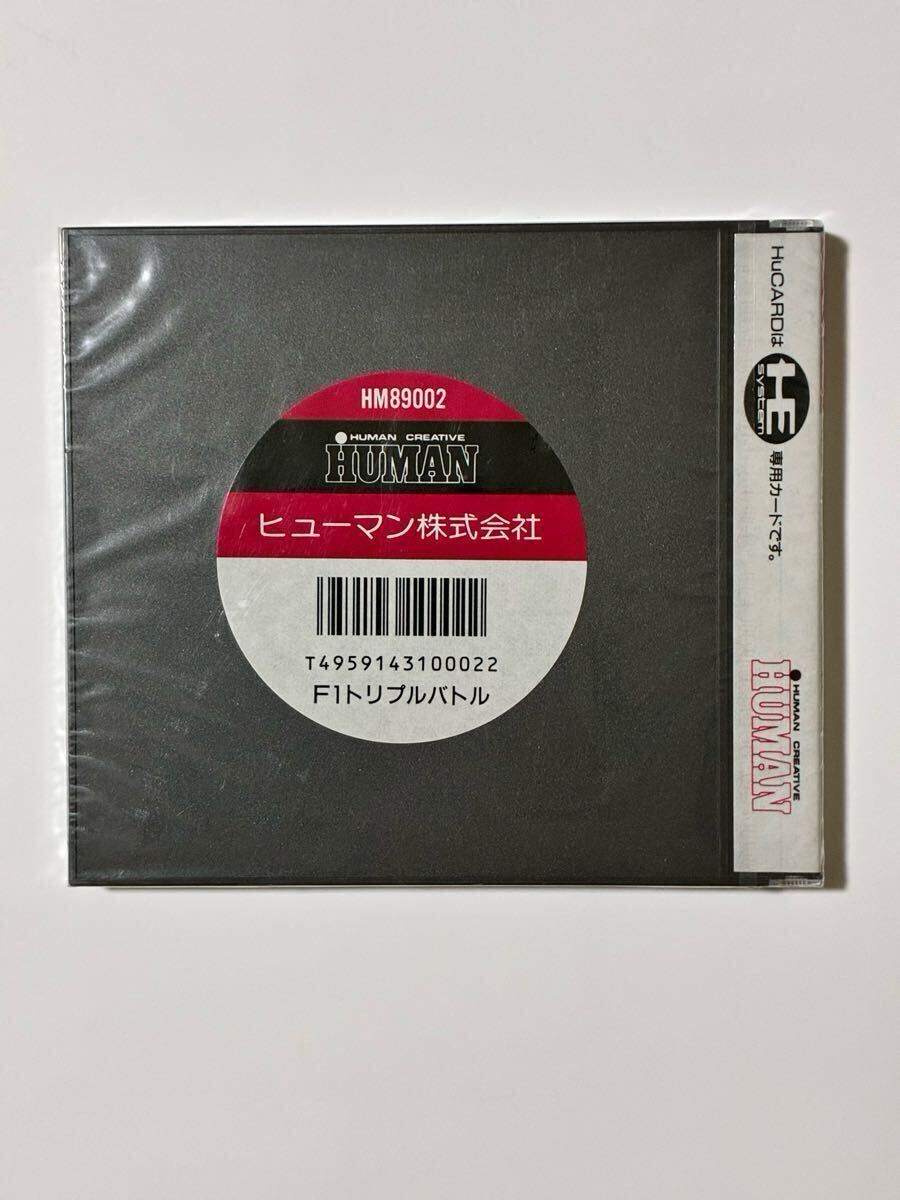 HM89002
HUMAN CREATIVE
HUMAN
ヒューマン株式会社
T4959143100022
F1トリプルバトル
HuCARDは HE system 専用カードです。
HUMAN CREATIVE
HUMAN